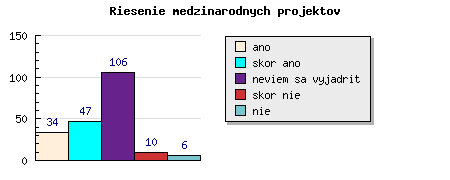 Riesenie medzinarodnych projektov
150
100
50
0
34
47
106
10
6
ano
skor ano
neviem sa vyjadrit
skor nie
nie